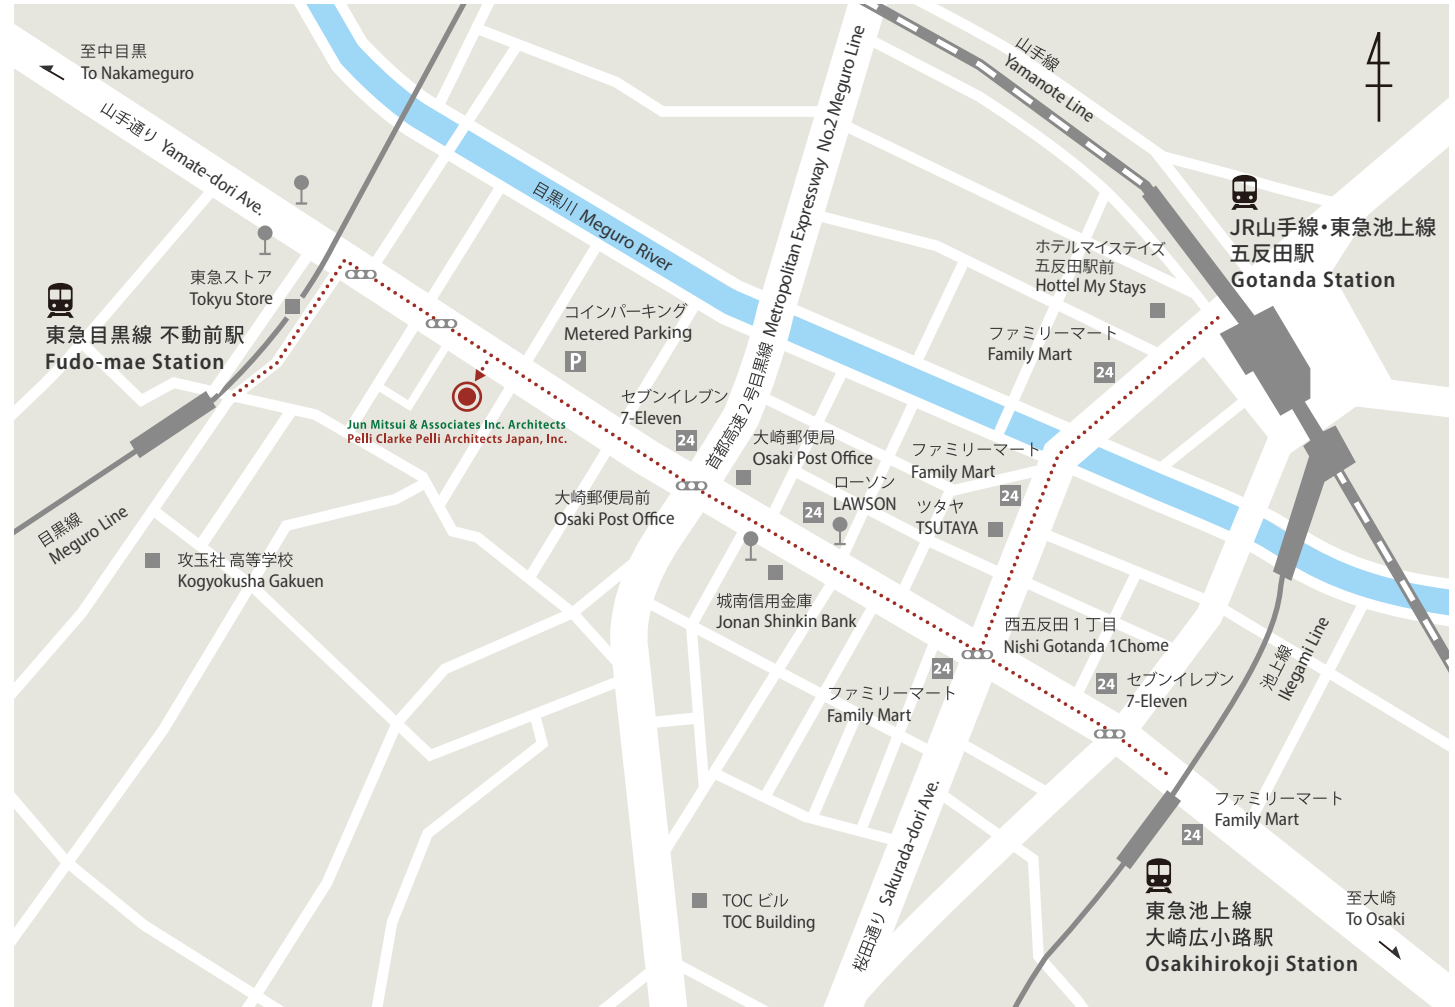 至中目黒
To Nakameguro
山手通り Yamate-dori Ave.
東急ストア
Tokyu Store
東急目黒線 不動前駅
Fudo-mae Station
目黒線
Meguro Line
攻玉社 高等学校
Kogyokusha Gakuen
目黒川 Meguro River
コインパーキング
Metered Parking
P
Jun Mitsui & Associates Inc. Architects
Pelli Clarke Pelli Architects Japan, Inc.
セブンイレブン
7-Eleven
24
首都高速2号目黒線 Metropolitan Expressway No.2 Meguro Line
大崎郵便局前
Osaki Post Office
大崎郵便局
Osaki Post Office
ローソン
LAWSON
24
城南信用金庫
Jonan Shinkin Bank
山手線
Yamanote Line
JR山手線・東急池上線
五反田駅
Gotanda Station
ホテルマイステイズ
五反田駅前
Hottel My Stays
ファミリーマート
Family Mart
24
ファミリーマート
Family Mart
24
ツタヤ
TSUTAYA
西五反田1丁目
Nishi Gotanda 1Chome
24
ファミリーマート
Family Mart
24
セブンイレブン
7-Eleven
池上線
Ikegami Line
ファミリーマート
Family Mart
24
桜田通り Sakurada-dori Ave.
TOC ビル
TOC Building
東急池上線
大崎広小路駅
Osakihirokoji Station
至大崎
To Osaki